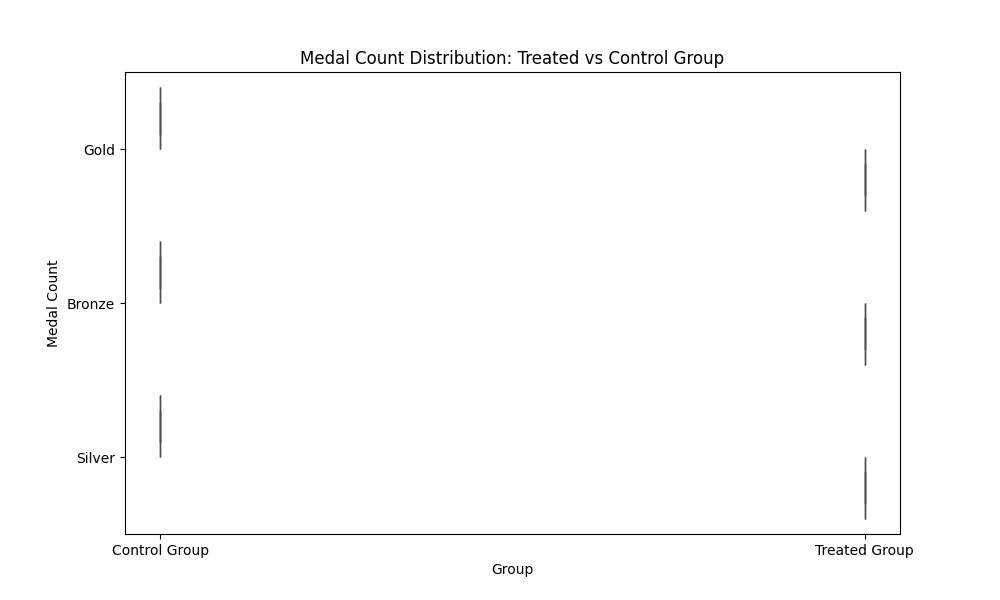 Medal Count Distribution: Treated vs Control Group
Gold
Bronze
Silver
Medal Count
Control Group
Treated Group
Group